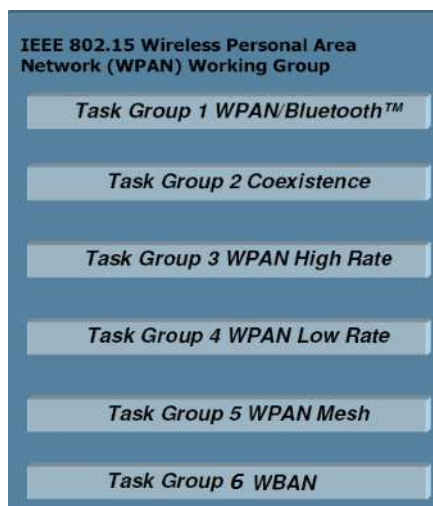 IEEE 802.15 Wireless Personal Area
Network (WPAN) Working Group
Task Group 1 WPAN/Bluetooth™
Task Group 2 Coexistence
Task Group 3 WPAN High Rate
Task Group 4 WPAN Low Rate
Task Group 5 WPAN Mesh
Task Group 6 WBAN